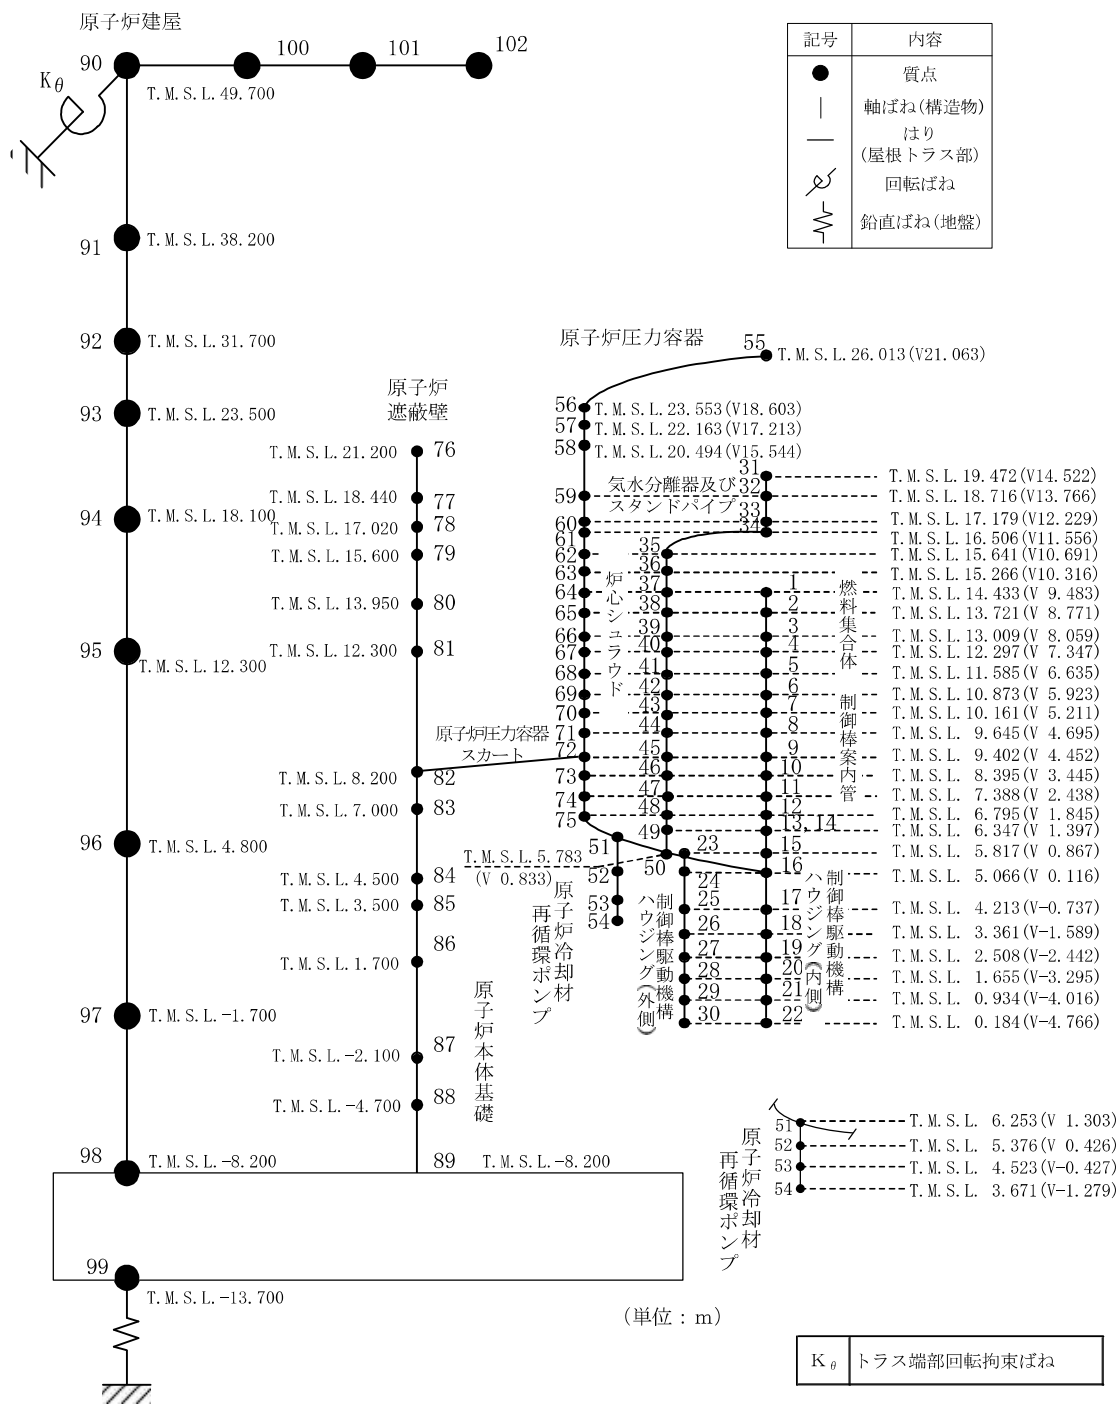 原子炉建屋
90
100
101
102
Kθ
T.M.S.L.49.700
91
T.M.S.L.38.200
92
T.M.S.L.31.700
93
T.M.S.L.23.500
94
T.M.S.L.18.100
95
T.M.S.L.12.300
96
T.M.S.L.4.800
97
T.M.S.L.-1.700
98
T.M.S.L.-8.200
99
T.M.S.L.-13.700
記号 内容
質点
軸ばね(構造物)
はり
(屋根トラス部)
回転ばね
鉛直ばね(地盤)
原子炉
遮蔽壁
T.M.S.L.21.200 76
T.M.S.L.18.440 77
T.M.S.L.17.020 78
T.M.S.L.15.600 79
T.M.S.L.13.950 80
T.M.S.L.12.300 81
原子炉圧力容器
スカート
T.M.S.L.8.200 82
T.M.S.L.7.000 83
T.M.S.L.4.500 84
T.M.S.L.3.500 85
86
T.M.S.L.1.700
87
T.M.S.L.-2.100
T.M.S.L.-4.700 88
89 T.M.S.L.-8.200
原子炉本体基礎
原子炉圧力容器
55
T.M.S.L.26.013(V21.063)
56 T.M.S.L.23.553(V18.603)
57 T.M.S.L.22.163(V17.213)
58 T.M.S.L.20.494(V15.544)
59
60
61
62
63
64
65
66
67
68
69
70
71
72
73
74
75
気水分離器及び
スタンドパイプ
31
32
33
34
炉心シュラウド
35
36
37
38
39
40
41
42
43
44
45
46
47
48
49
50
T.M.S.L.5.783
(V 0.833)
1
2
3
4
5
6
7
8
9
10
11
12
13,14
15
16
17
18
19
20
21
22
燃料集合体
制御棒案内管
制御棒駆動機構
ハウジング(内側)
23
24
25
26
27
28
29
30
制御棒駆動機構
ハウジング(外側)
51
52
53
54
原子炉冷却材
再循環ポンプ
T.M.S.L.19.472(V14.522)
T.M.S.L.18.716(V13.766)
T.M.S.L.17.179(V12.229)
T.M.S.L.16.506(V11.556)
T.M.S.L.15.641(V10.691)
T.M.S.L.15.266(V10.316)
T.M.S.L.14.433(V 9.483)
T.M.S.L.13.721(V 8.771)
T.M.S.L.13.009(V 8.059)
T.M.S.L.12.297(V 7.347)
T.M.S.L.11.585(V 6.635)
T.M.S.L.10.873(V 5.923)
T.M.S.L.10.161(V 5.211)
T.M.S.L. 9.645(V 4.695)
T.M.S.L. 9.402(V 4.452)
T.M.S.L. 8.395(V 3.445)
T.M.S.L. 7.388(V 2.438)
T.M.S.L. 6.795(V 1.845)
T.M.S.L. 6.347(V 1.397)
T.M.S.L. 5.817(V 0.867)
T.M.S.L. 5.066(V 0.116)
T.M.S.L. 4.213(V-0.737)
T.M.S.L. 3.361(V-1.589)
T.M.S.L. 2.508(V-2.442)
T.M.S.L. 1.655(V-3.295)
T.M.S.L. 0.934(V-4.016)
T.M.S.L. 0.184(V-4.766)
51 T.M.S.L. 6.253(V 1.303)
52 T.M.S.L. 5.376(V 0.426)
53 T.M.S.L. 4.523(V-0.427)
54 T.M.S.L. 3.671(V-1.279)
原子炉冷却材
再循環ポンプ
(単位：m)
Kθ トラス端部回転拘束ばね